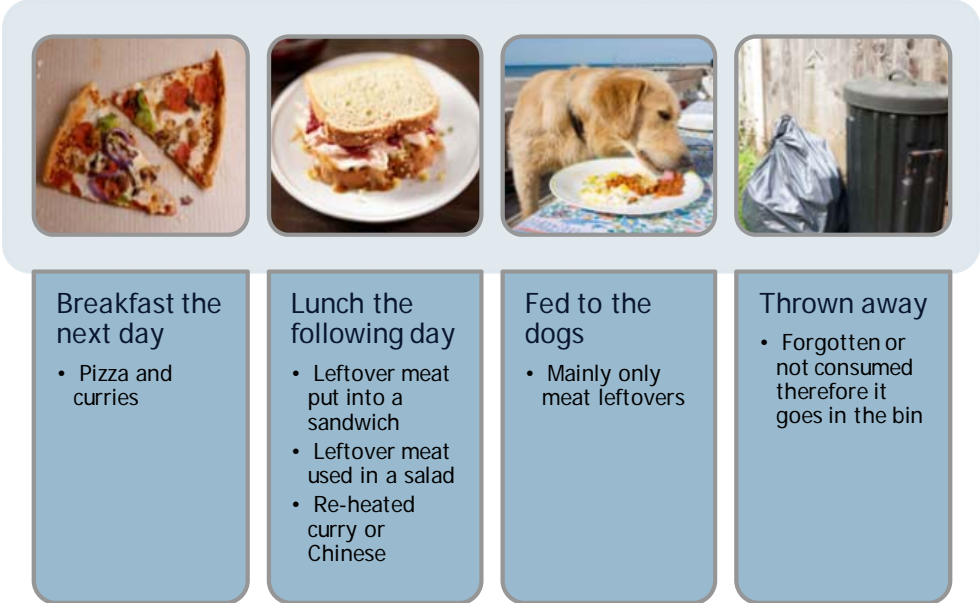 Breakfast the
next day
• Pizza and
curries
Lunch the
following day
• Leftover meat
put into a
sandwich
• Leftover meat
used in a salad
• Re-heated
curry or
Chinese
Fed to the
dogs
• Mainly only
meat leftovers
Thrown away
• Forgotten or
not consumed
therefore it
goes in the bin